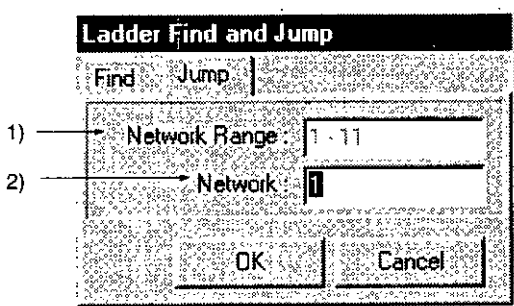 Ladder Find and Jump
Find Jump
1) Network Range : 1 - 11
2) Network : 1
OK Cancel